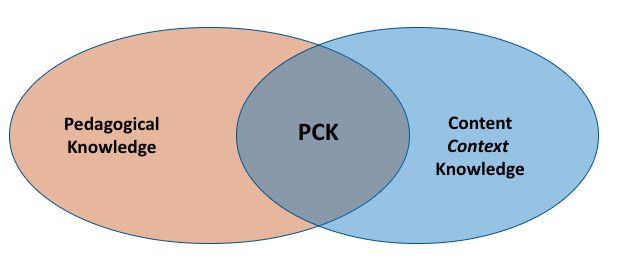 Pedagogical
Knowledge
PCK
Content
Context
Knowledge